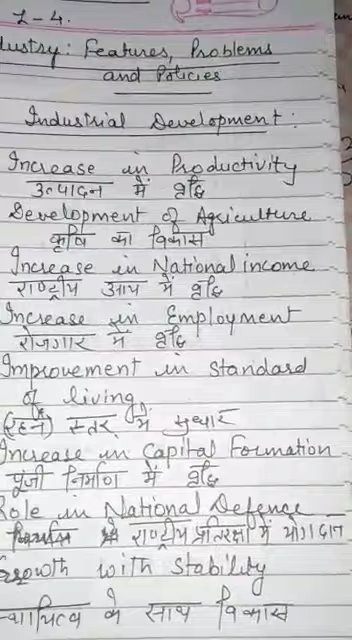 L-4.
dustry: Features, Problems
and Policies
Industrial Development:
Increase in Productivity
उत्पादन में वृद्धि
Development of Agriculture
कृषि का विकास
Increase in National income
राष्ट्रीय आय में वृद्धि
Increase in Employment
रोजगार में वृद्धि
Improvement in Standard
of living
(रहने) स्तर में सुधार
Increase in Capital Formation
पूंजी निर्माण में वृद्धि
Role in National Defence
राष्ट्रीय प्रतिरक्षा में योगदान
Growth with Stability
स्थायित्व के साथ विकास